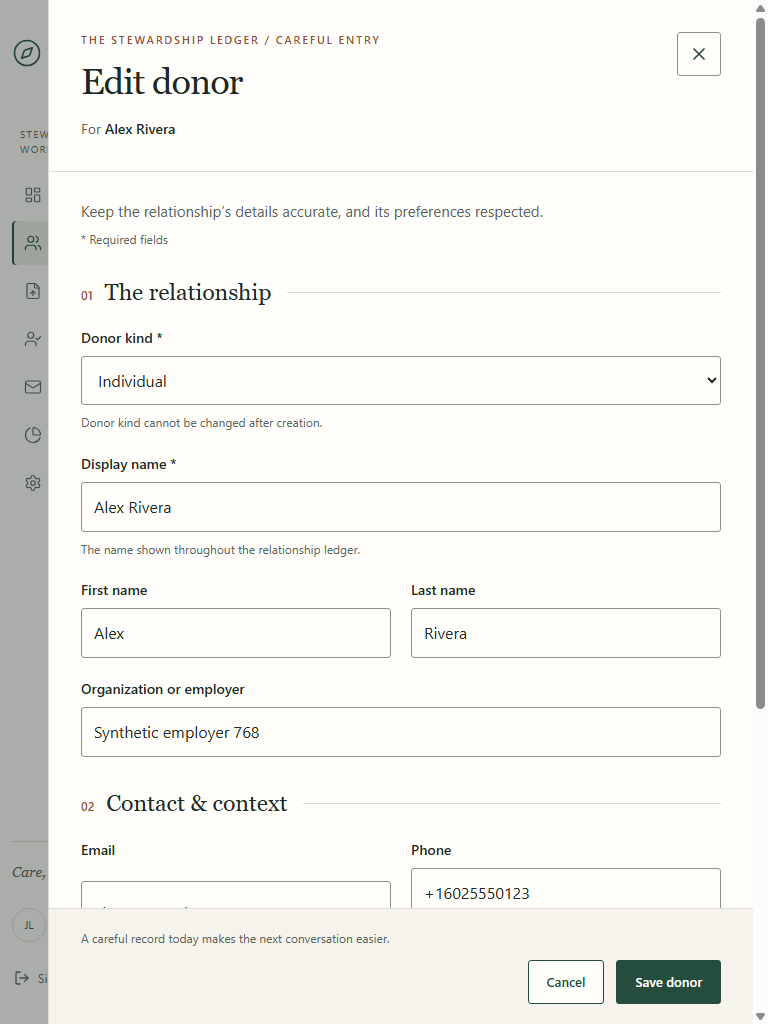 THE STEWARDSHIP LEDGER / CAREFUL ENTRY
Edit donor
For Alex Rivera
Keep the relationship's details accurate, and its preferences respected.
* Required fields
01 The relationship
Donor kind *
Individual
Donor kind cannot be changed after creation.
Display name *
Alex Rivera
The name shown throughout the relationship ledger.
First name
Last name
Alex
Rivera
Organization or employer
Synthetic employer 768
02 Contact & context
Email
Phone
+16025550123
A careful record today makes the next conversation easier.
Cancel
Save donor
Care,
JL